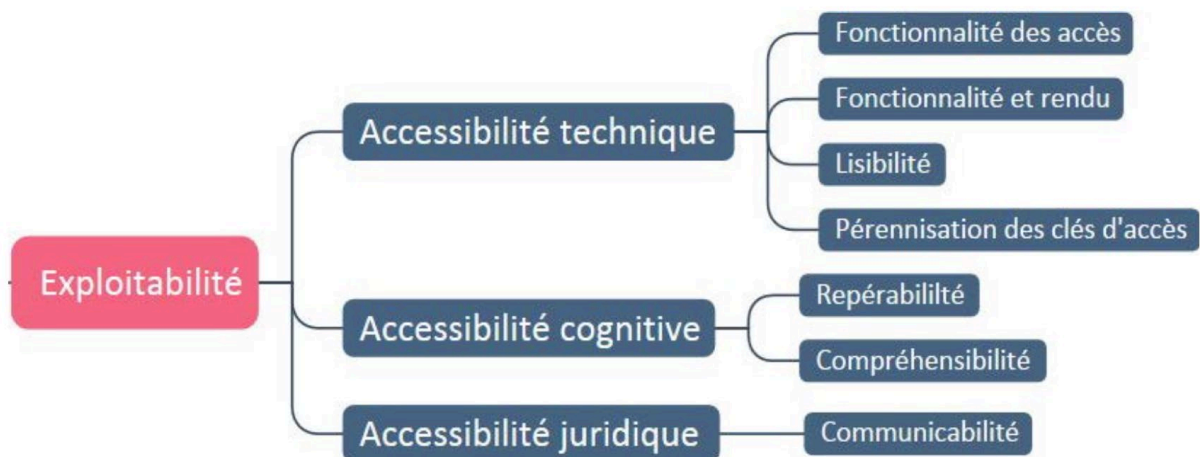 Exploitabilité
Accessibilité technique
Fonctionnalité des accès
Fonctionnalité et rendu
Lisibilité
Pérennisation des clés d'accès
Accessibilité cognitive
Repérabililté
Compréhensibilité
Accessibilité juridique
Communicabilité